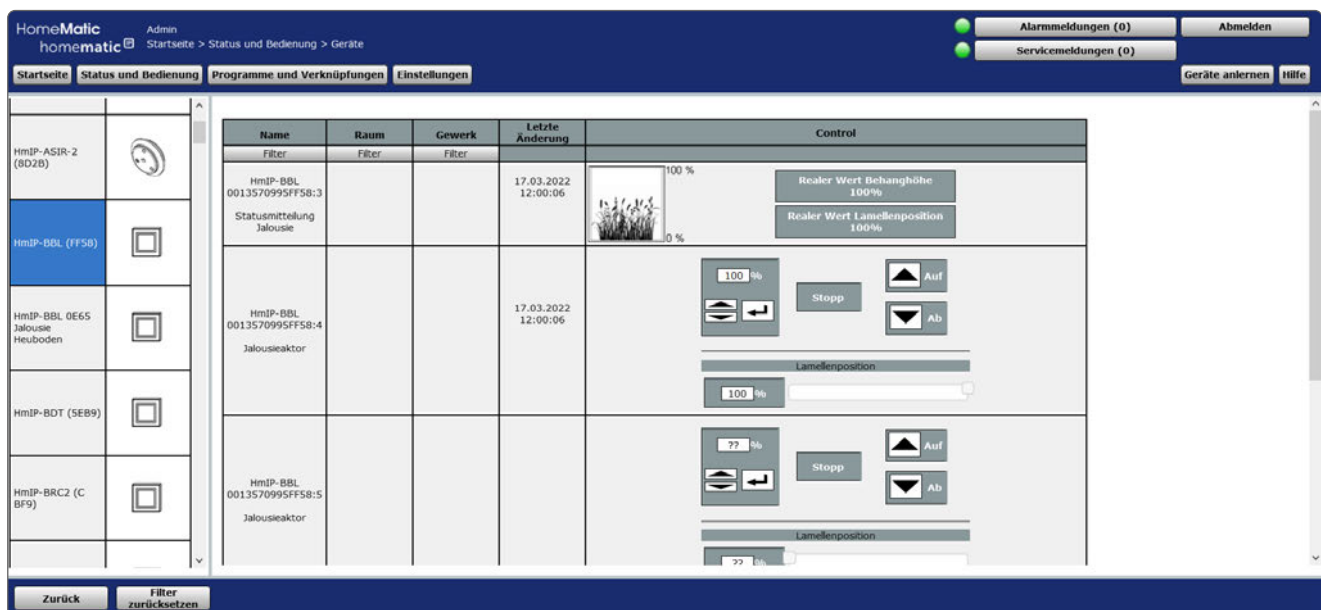 HomeMatic
homematic
Admin
Startseite > Status und Bedienung > Geräte
Alarmmeldungen (0)
Abmelden
Servicemeldungen (0)
Startseite
Status und Bedienung
Programme und Verknüpfungen
Einstellungen
Geräte anlernen
Hilfe
HmIP-ASIR-2
(8D2B)
HmIP-BBL (FF58)
HmIP-BBL 0E65
Jalousie
Heuboden
HmIP-BDT (5EB9)
HmIP-BRC2 (C
BF9)
Name
Raum
Gewerk
Letzte
Änderung
Control
Filter
Filter
Filter
HmIP-BBL
0013570995FF58:3
Statusmitteilung
Jalousie
17.03.2022
12:00:06
100 %
0 %
Realer Wert Behanghöhe
100%
Realer Wert Lamellenposition
100%
HmIP-BBL
0013570995FF58:4
Jalousieaktor
17.03.2022
12:00:06
100 %
Stopp
Auf
Ab
Lamellenposition
100 %
HmIP-BBL
0013570995FF58:5
Jalousieaktor
?? %
Stopp
Auf
Ab
Lamellenposition
?? %
Zurück
Filter
zurücksetzen